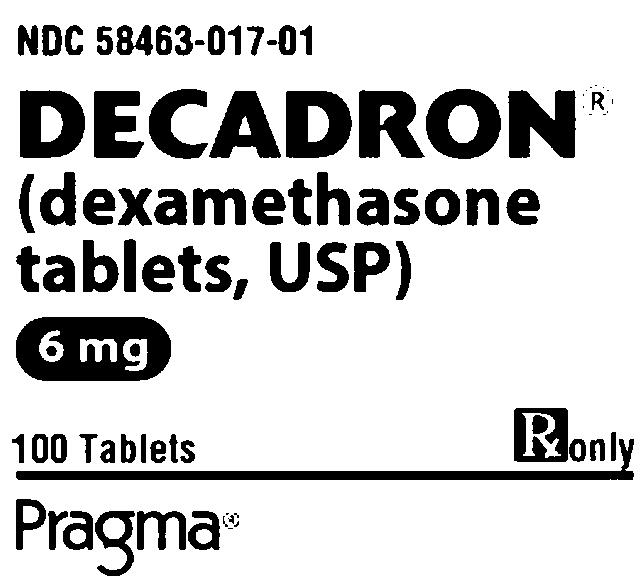 NDC 58463-017-01
DECADRON®
(dexamethasone
tablets, USP)
6 mg
100 Tablets ℞ only
Pragma®